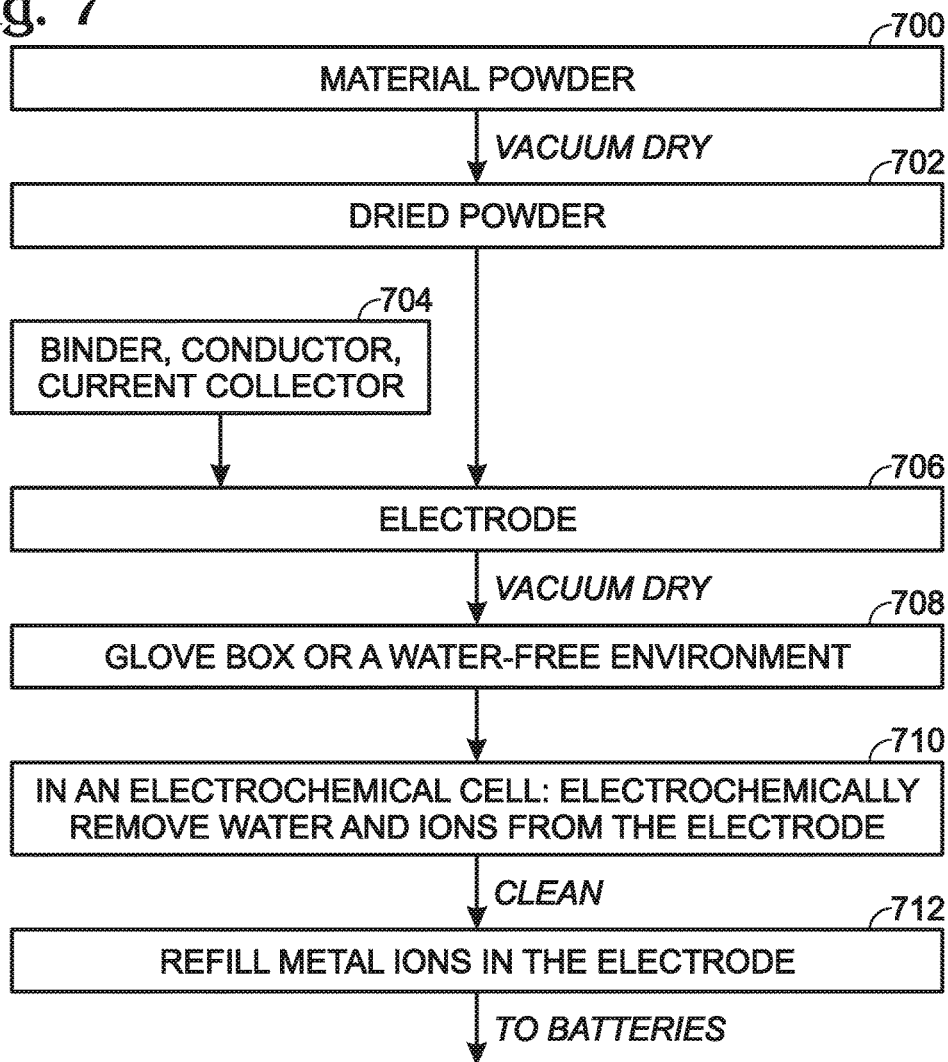 g. 7
700
MATERIAL POWDER
VACUUM DRY
702
DRIED POWDER
704
BINDER, CONDUCTOR,
CURRENT COLLECTOR
706
ELECTRODE
VACUUM DRY
708
GLOVE BOX OR A WATER-FREE ENVIRONMENT
710
IN AN ELECTROCHEMICAL CELL: ELECTROCHEMICALLY
REMOVE WATER AND IONS FROM THE ELECTRODE
CLEAN
712
REFILL METAL IONS IN THE ELECTRODE
TO BATTERIES